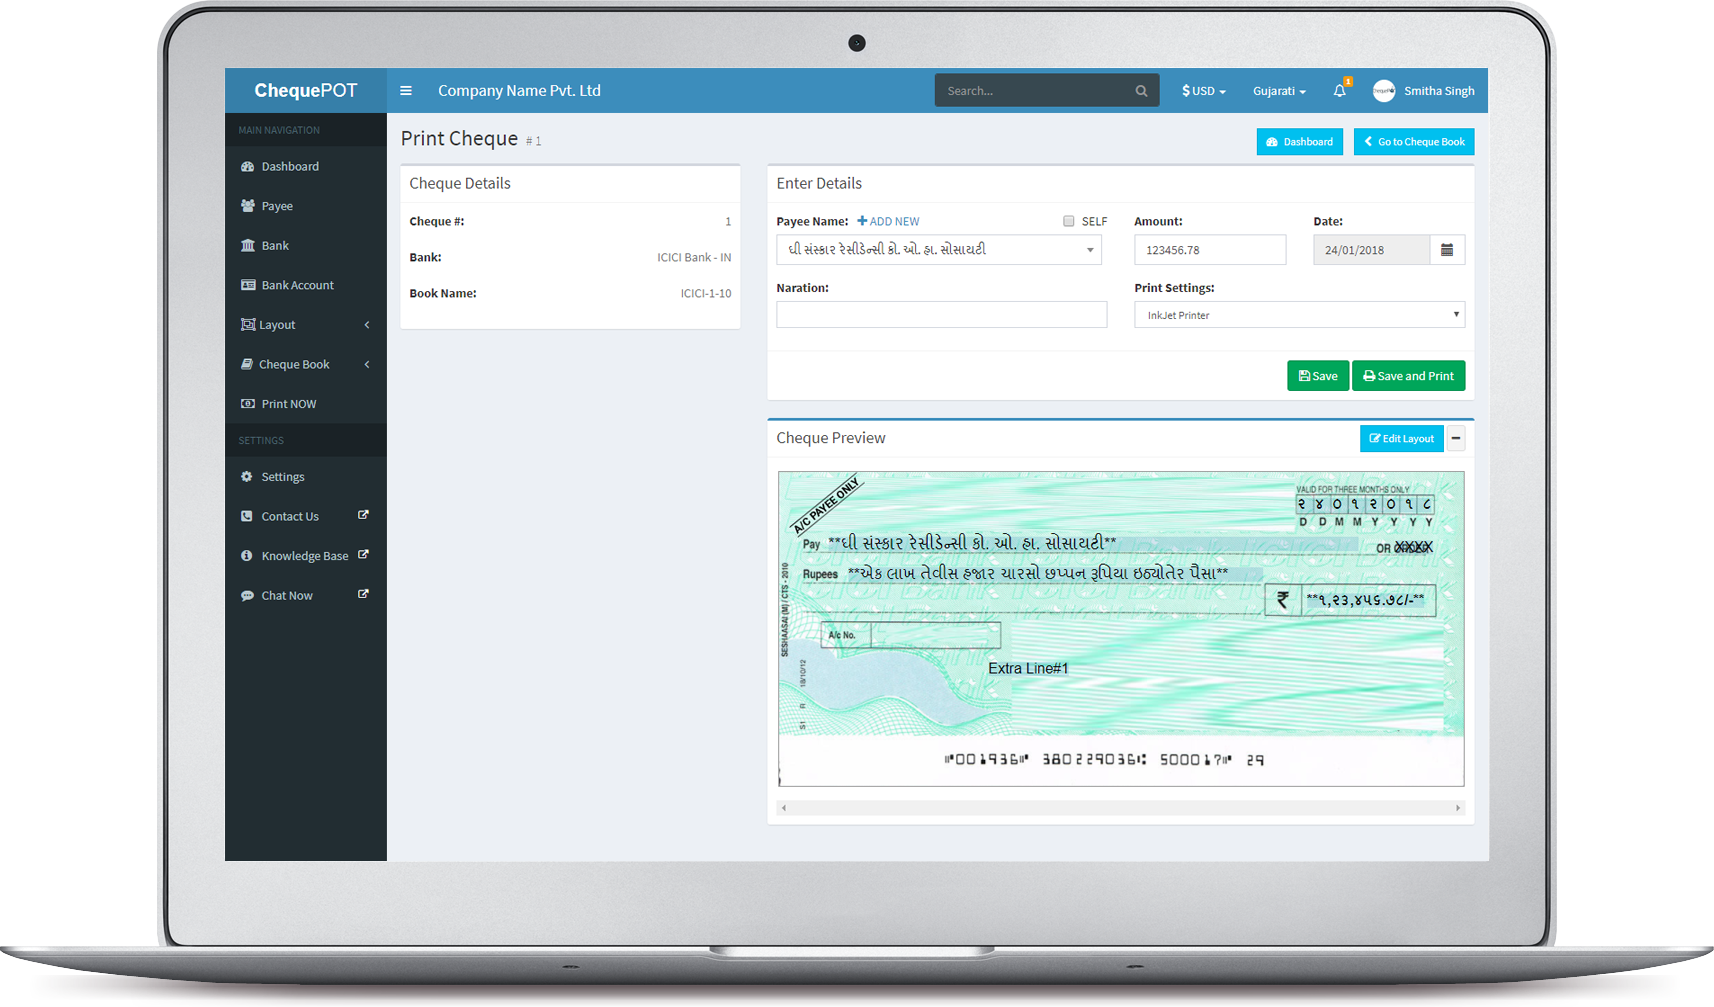 ChequePOT
Company Name Pvt. Ltd
Search...
$ USD
Gujarati
1
Smitha Singh
MAIN NAVIGATION
Dashboard
Payee
Bank
Bank Account
Layout
Cheque Book
Print NOW
SETTINGS
Settings
Contact Us
Knowledge Base
Chat Now
Print Cheque # 1
Dashboard
Go to Cheque Book
Cheque Details
Cheque #: 1
Bank: ICICI Bank - IN
Book Name: ICICI-1-10
Enter Details
Payee Name: ADD NEW SELF
ઘી સંસ્કાર રેસીડેન્સી કો. ઓ. હા. સોસાયટી
Amount:
123456.78
Date:
24/01/2018
Naration:
Print Settings:
InkJet Printer
Save
Save and Print
Cheque Preview
Edit Layout
A/C PAYEE ONLY
VALID FOR THREE MONTHS ONLY
૨ ૪ ૦ ૧ ૨ ૦ ૧ ૮
D D M M Y Y Y Y
Pay **ઘી સંસ્કાર રેસીડેન્સી કો. ઓ. હા. સોસાયટી**
OR XXXX
Rupees **એક લાખ તેવીસ હજાર ચારસો છપ્પન રૂપિયા ઇઠ્યોતેર પૈસા**
₹ **૧,૨૩,૪૫૬.૭૮/-**
A/c No.
Extra Line#1
SESHAASAI (M) / CTS - 2010
18/10/12
R
S1
⑈001936⑈ 380229036⑆ 500017⑈ 29